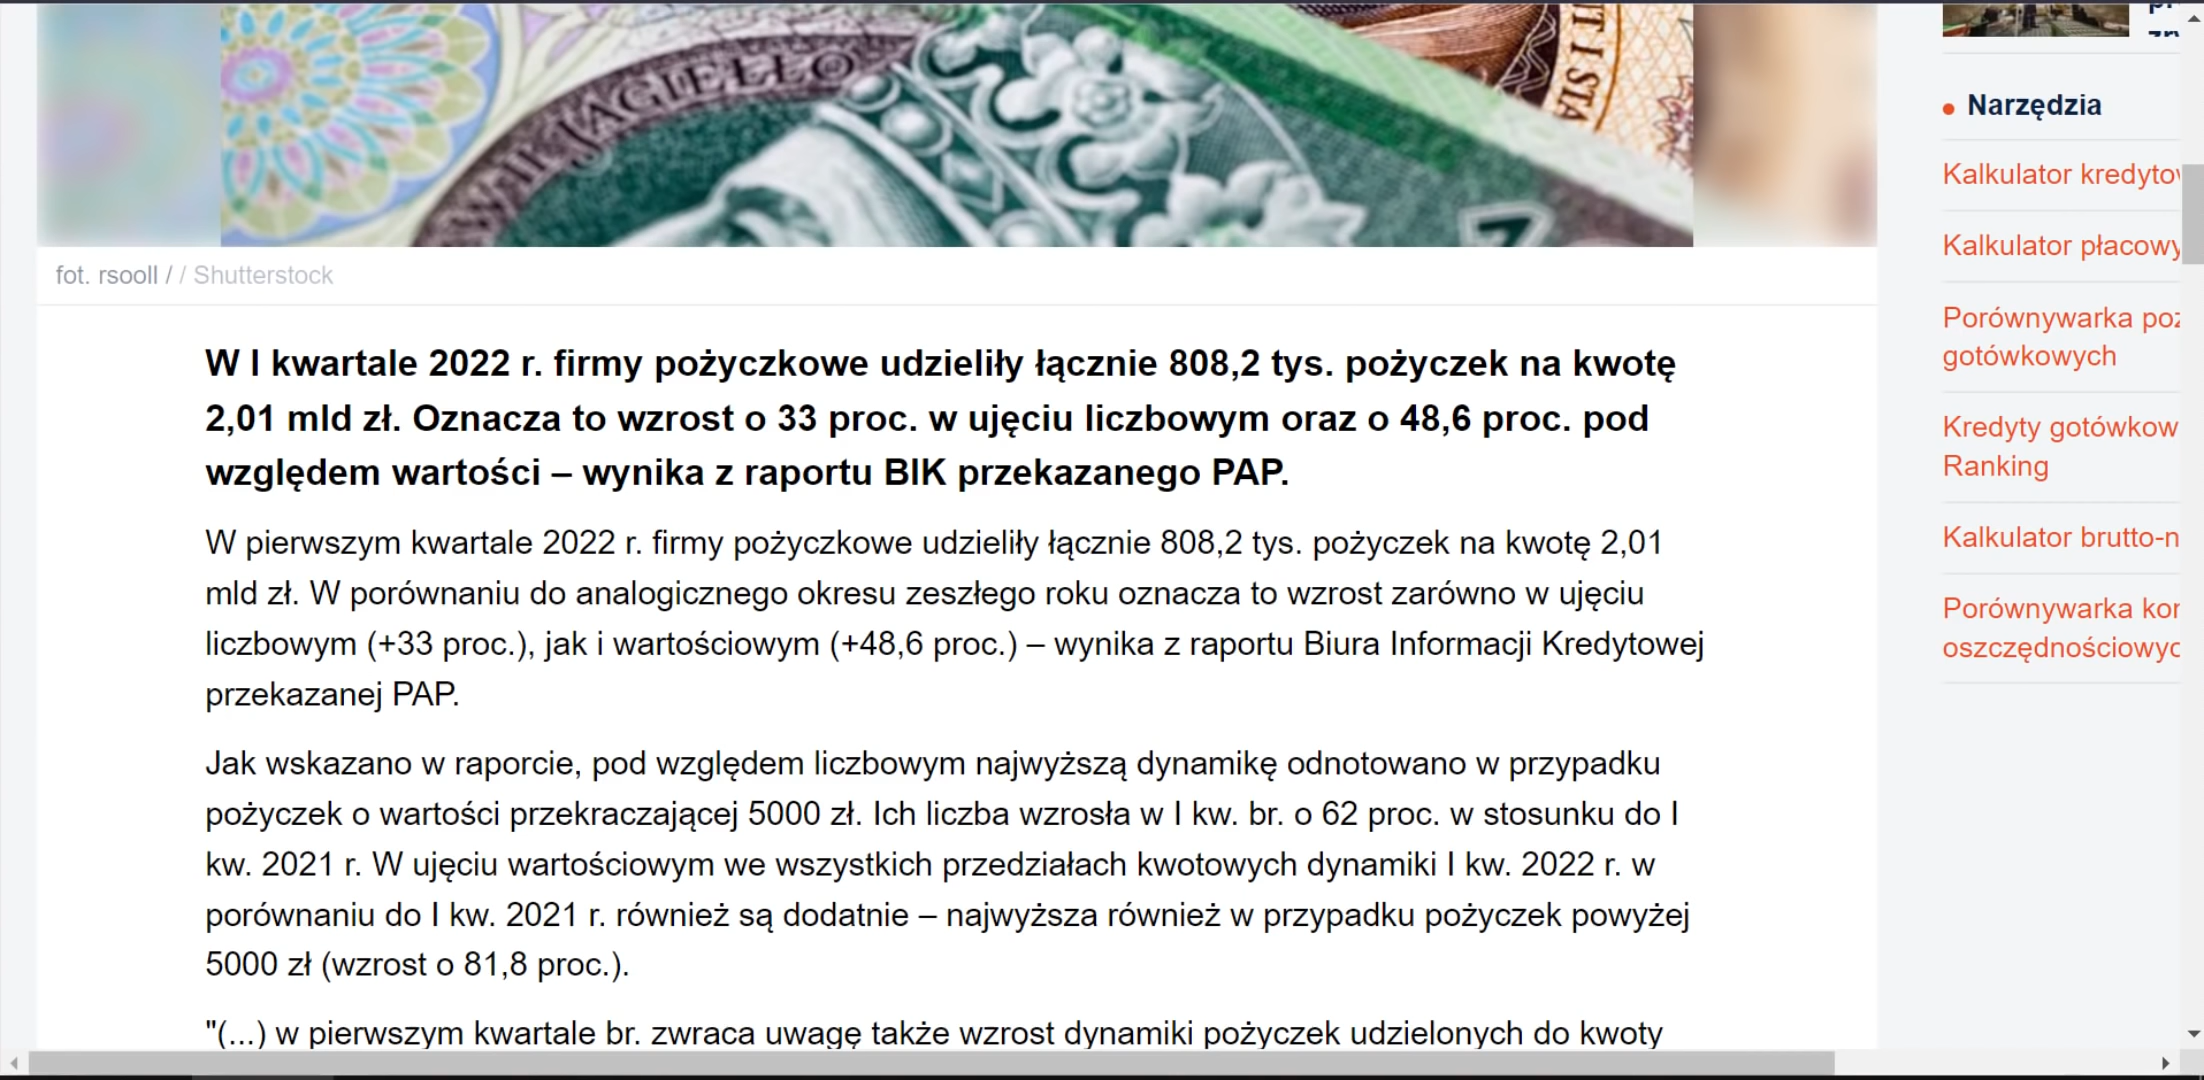 W II JAGIEŁŁO
TISTA
fot. rsooll / / Shutterstock
W I kwartale 2022 r. firmy pożyczkowe udzieliły łącznie 808,2 tys. pożyczek na kwotę
2,01 mld zł. Oznacza to wzrost o 33 proc. w ujęciu liczbowym oraz o 48,6 proc. pod
względem wartości – wynika z raportu BIK przekazanego PAP.
W pierwszym kwartale 2022 r. firmy pożyczkowe udzieliły łącznie 808,2 tys. pożyczek na kwotę 2,01
mld zł. W porównaniu do analogicznego okresu zeszłego roku oznacza to wzrost zarówno w ujęciu
liczbowym (+33 proc.), jak i wartościowym (+48,6 proc.) – wynika z raportu Biura Informacji Kredytowej
przekazanej PAP.
Jak wskazano w raporcie, pod względem liczbowym najwyższą dynamikę odnotowano w przypadku
pożyczek o wartości przekraczającej 5000 zł. Ich liczba wzrosła w I kw. br. o 62 proc. w stosunku do I
kw. 2021 r. W ujęciu wartościowym we wszystkich przedziałach kwotowych dynamiki I kw. 2022 r. w
porównaniu do I kw. 2021 r. również są dodatnie – najwyższa również w przypadku pożyczek powyżej
5000 zł (wzrost o 81,8 proc.).
"(...) w pierwszym kwartale br. zwraca uwagę także wzrost dynamiki pożyczek udzielonych do kwoty
Narzędzia
Kalkulator kredyto
Kalkulator płacowy
Porównywarka poż
gotówkowych
Kredyty gotówkow
Ranking
Kalkulator brutto-n
Porównywarka kon
oszczędnościowyc